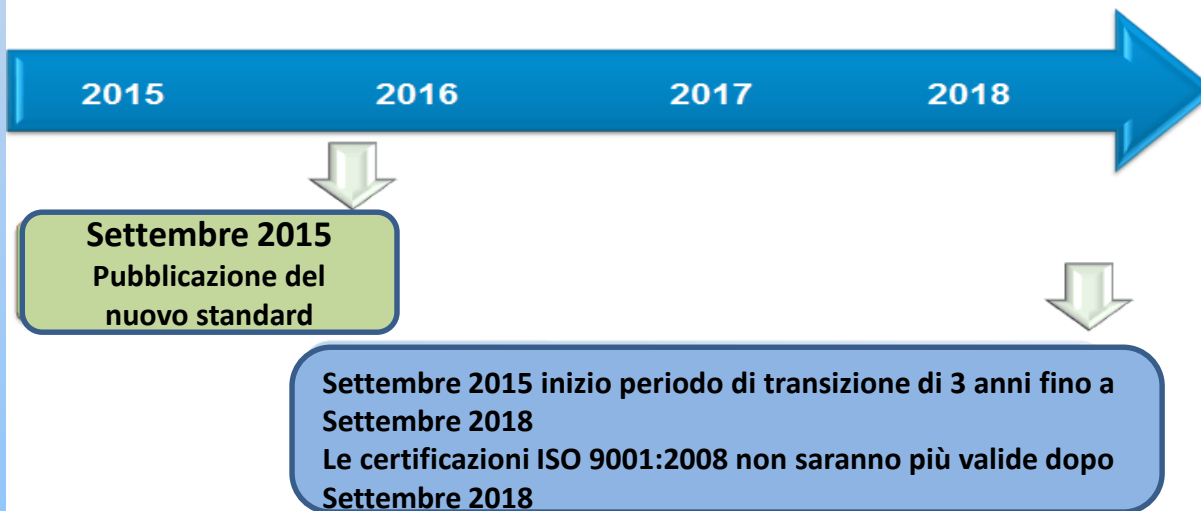 2015 2016 2017 2018
Settembre 2015
Pubblicazione del
nuovo standard
Settembre 2015 inizio periodo di transizione di 3 anni fino a
Settembre 2018
Le certificazioni ISO 9001:2008 non saranno più valide dopo
Settembre 2018